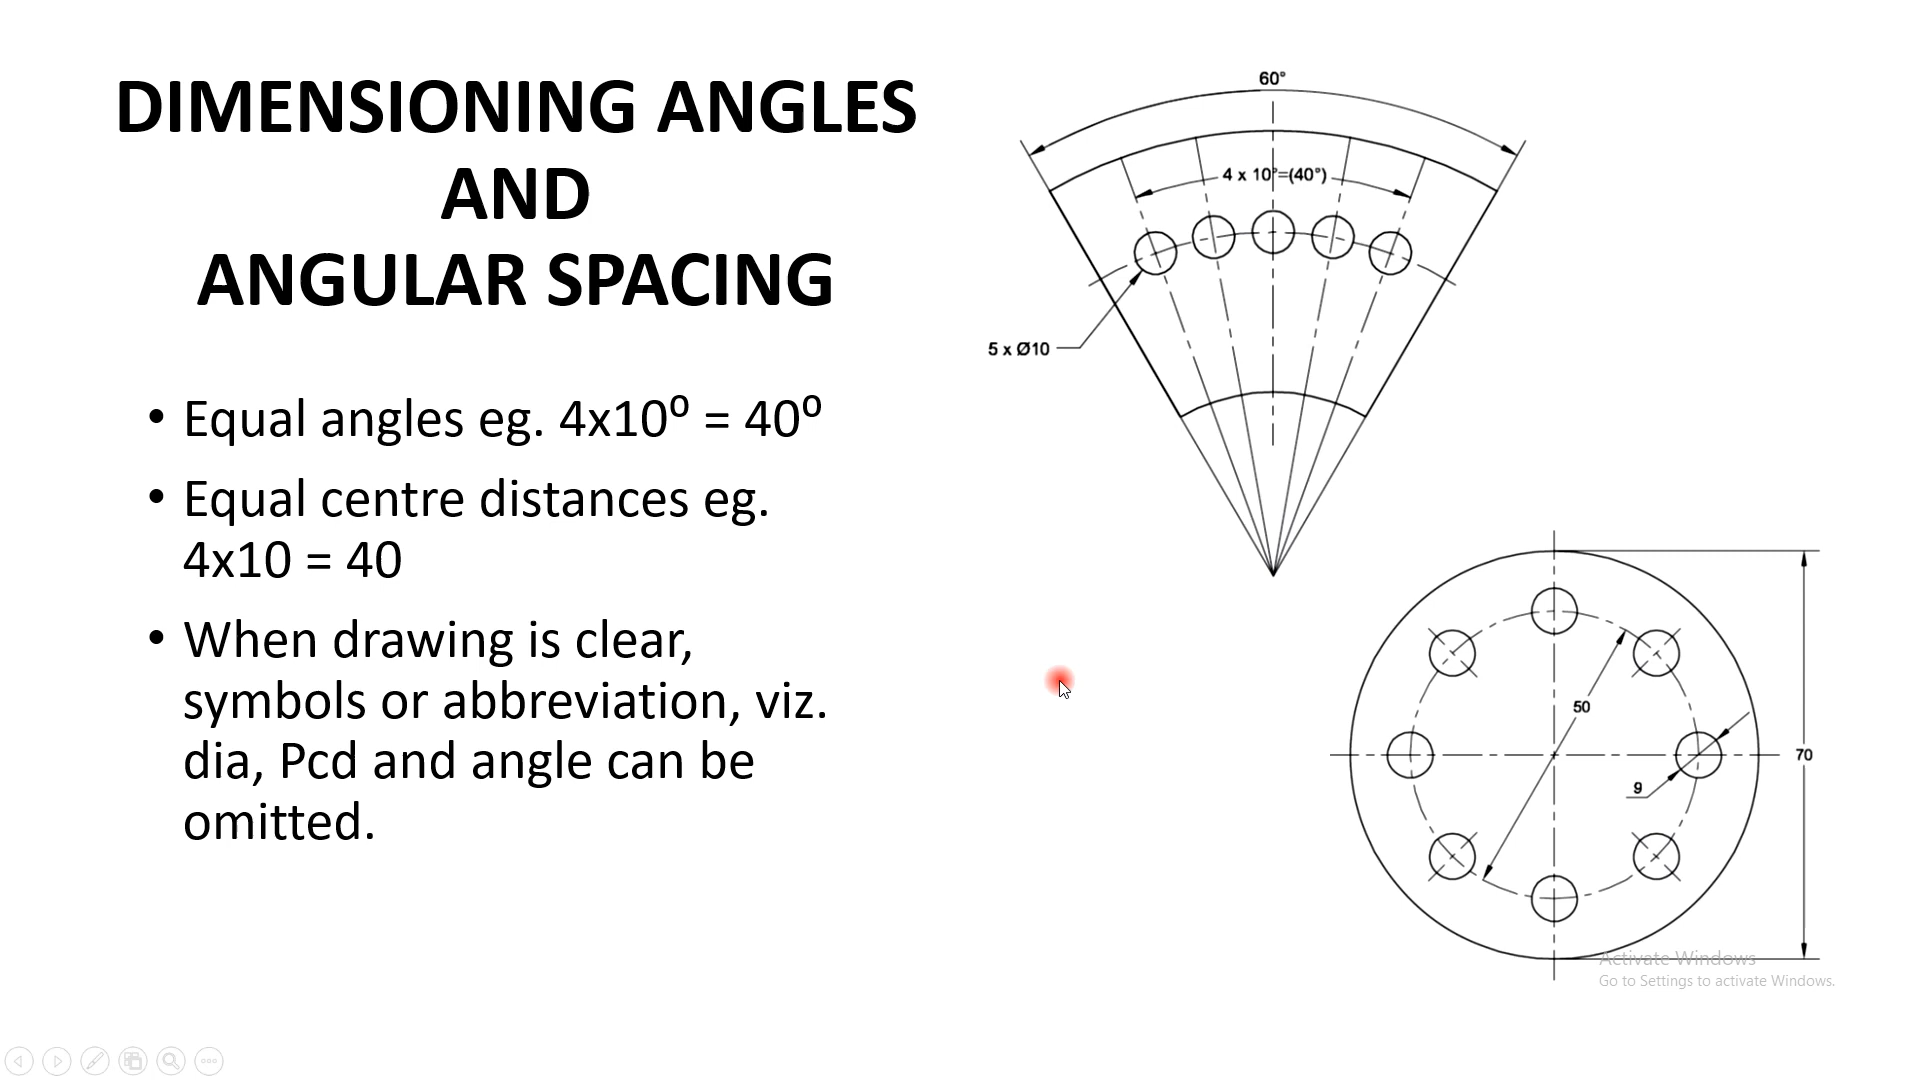 DIMENSIONING ANGLES
AND
ANGULAR SPACING
• Equal angles eg. 4x10⁰ = 40⁰
• Equal centre distances eg.
4x10 = 40
• When drawing is clear,
symbols or abbreviation, viz.
dia, Pcd and angle can be
omitted.
60°
4 x 10°=(40°)
5 x Ø10
50
70
9
Activate Windows
Go to Settings to activate Windows.